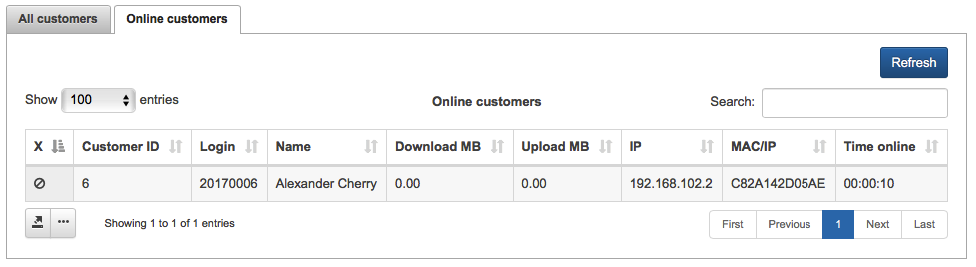 All customers Online customers
Refresh
Show 100 entries Online customers Search:
X Customer ID Login Name Download MB Upload MB IP MAC/IP Time online
6 20170006 Alexander Cherry 0.00 0.00 192.168.102.2 C82A142D05AE 00:00:10
... Showing 1 to 1 of 1 entries First Previous 1 Next Last